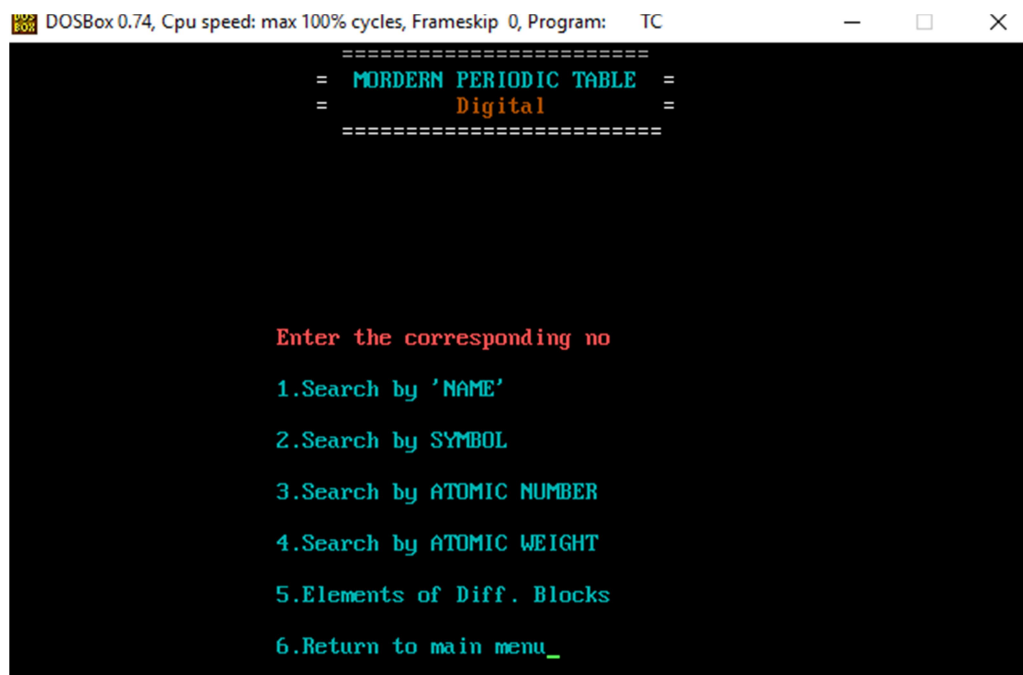 DOS BOX DOSBox 0.74, Cpu speed: max 100% cycles, Frameskip 0, Program: TC
========================
= MORDERN PERIODIC TABLE =
= Digital =
=========================
Enter the corresponding no
1.Search by 'NAME'
2.Search by SYMBOL
3.Search by ATOMIC NUMBER
4.Search by ATOMIC WEIGHT
5.Elements of Diff. Blocks
6.Return to main menu_